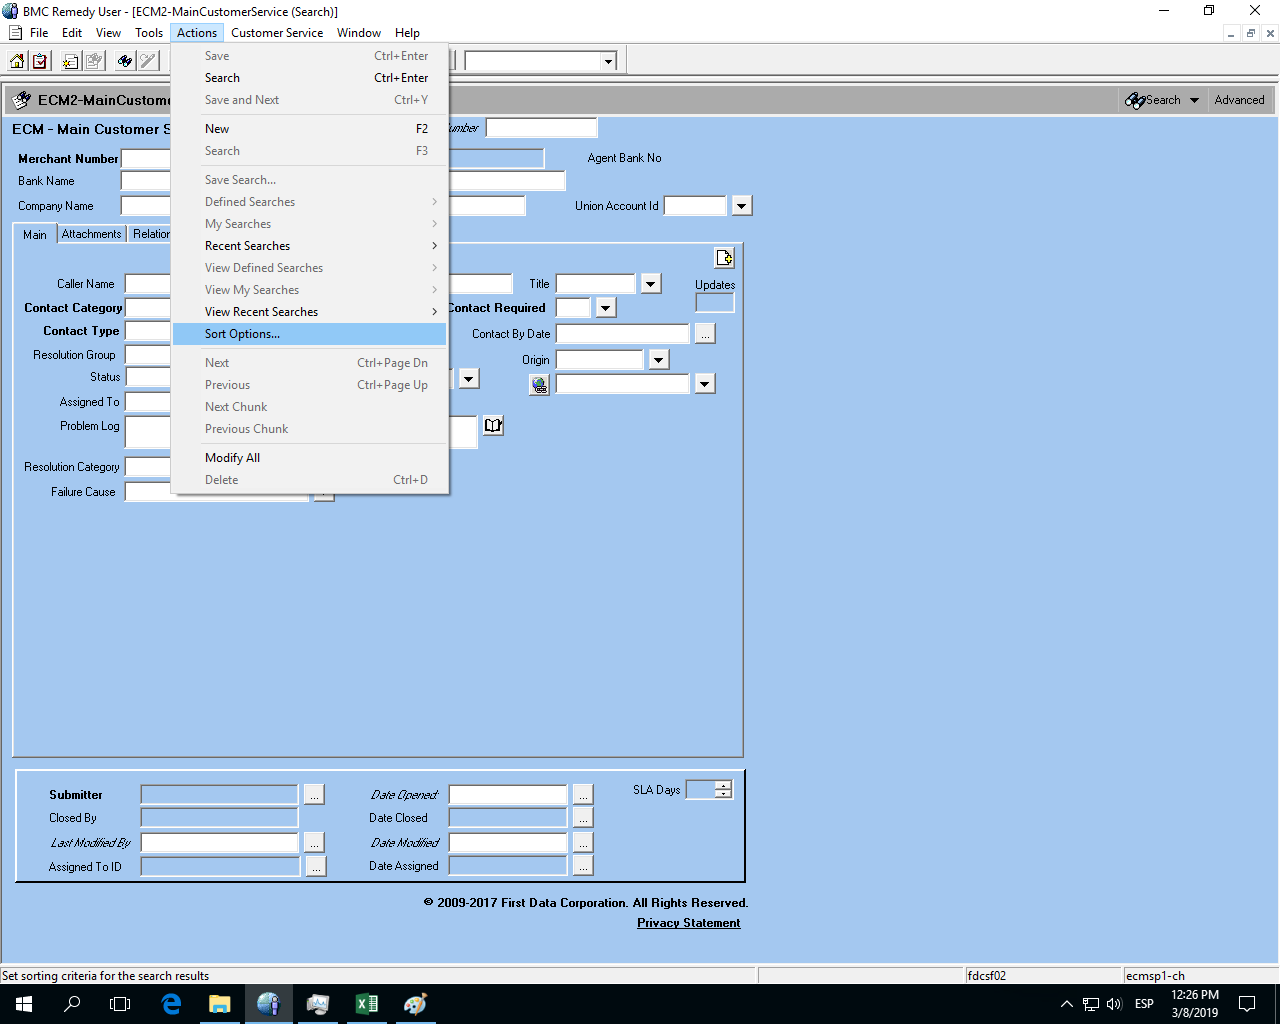 BMC Remedy User - [ECM2-MainCustomerService (Search)]
File Edit View Tools Actions Customer Service Window Help
Save Ctrl+Enter
Search Ctrl+Enter
Save and Next Ctrl+Y
New F2
Search F3
Save Search...
Defined Searches
My Searches
Recent Searches
View Defined Searches
View My Searches
View Recent Searches
Sort Options...
Next Ctrl+Page Dn
Previous Ctrl+Page Up
Next Chunk
Previous Chunk
Modify All
Delete Ctrl+D
ECM2-MainCustome
Search Advanced
ECM - Main Customer S
Merchant Number Agent Bank No
Bank Name
Company Name Union Account Id
Main Attachments Relation
Caller Name Title Updates
Contact Category Contact Required
Contact Type Contact By Date ...
Resolution Group Origin
Status
Assigned To
Problem Log
Resolution Category
Failure Cause
Submitter ... Date Opened ... SLA Days
Closed By Date Closed ...
Last Modified By ... Date Modified ...
Assigned To ID ... Date Assigned ...
© 2009-2017 First Data Corporation. All Rights Reserved.
Privacy Statement
Set sorting criteria for the search results fdcsf02 ecmsp1-ch
ESP 12:26 PM
3/8/2019